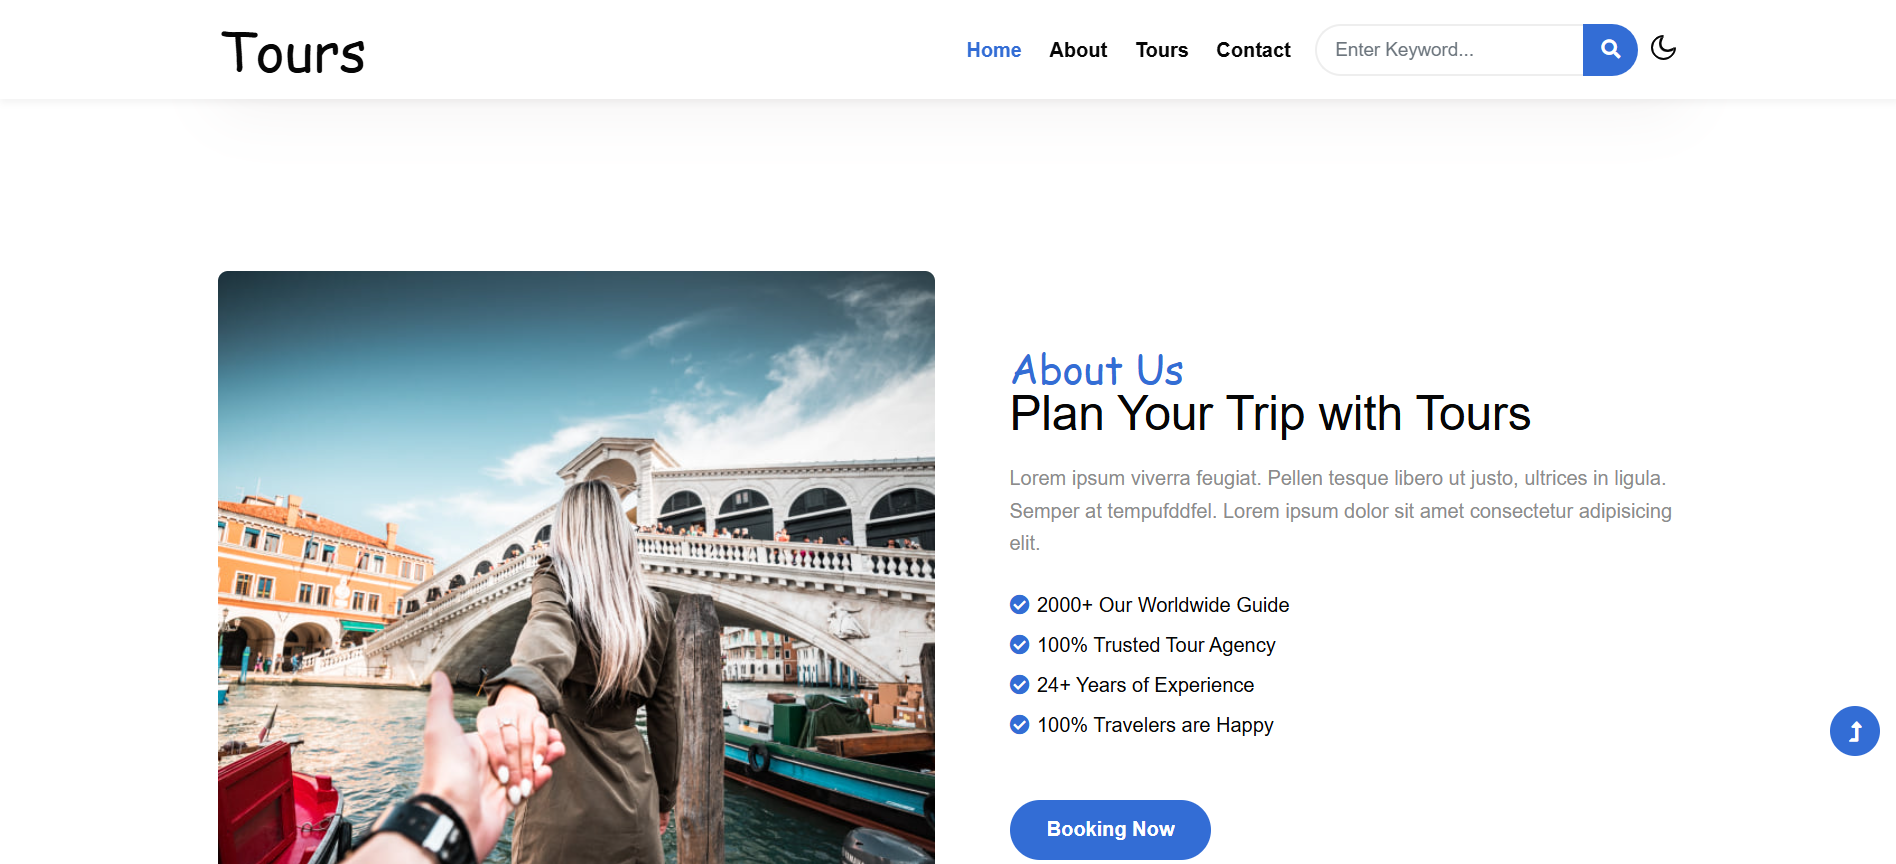 Tours
Home About Tours Contact Enter Keyword...
About Us
Plan Your Trip with Tours
Lorem ipsum viverra feugiat. Pellen tesque libero ut justo, ultrices in ligula.
Semper at tempufddfel. Lorem ipsum dolor sit amet consectetur adipisicing
elit.
2000+ Our Worldwide Guide
100% Trusted Tour Agency
24+ Years of Experience
100% Travelers are Happy
Booking Now